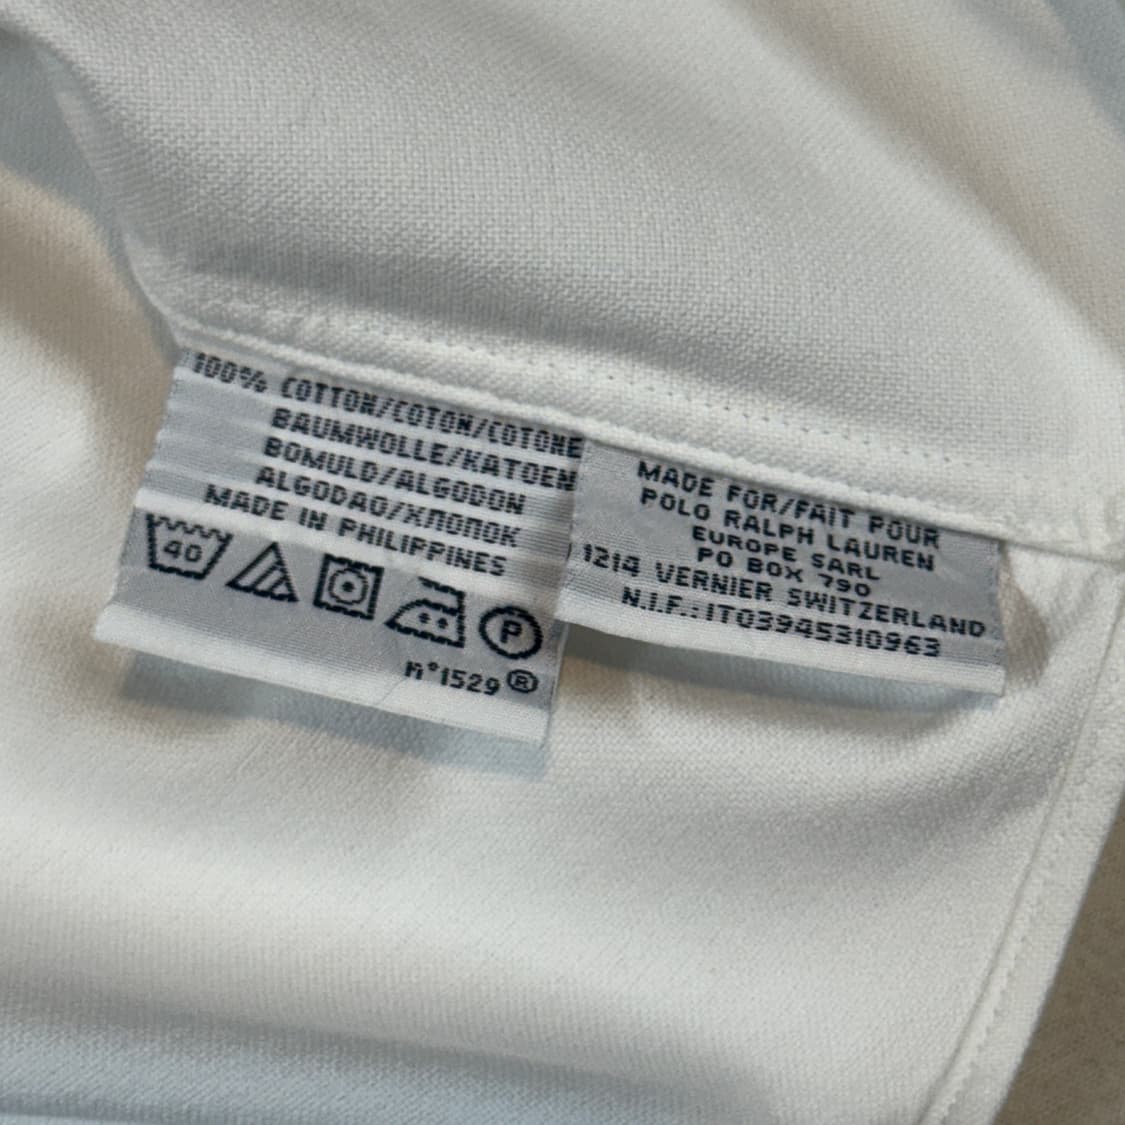 100% COTTON/COTON/COTONE
BAUMWOLLE/KATOEN
BOMULD/ALGODON
ALGODAO/ХЛОПОК
MADE IN PHILIPPINES
40
P
n°1529®
MADE FOR/FAIT POUR
POLO RALPH LAUREN
EUROPE SARL
PO BOX 790
1214 VERNIER SWITZERLAND
N.I.F.:IT03945310963